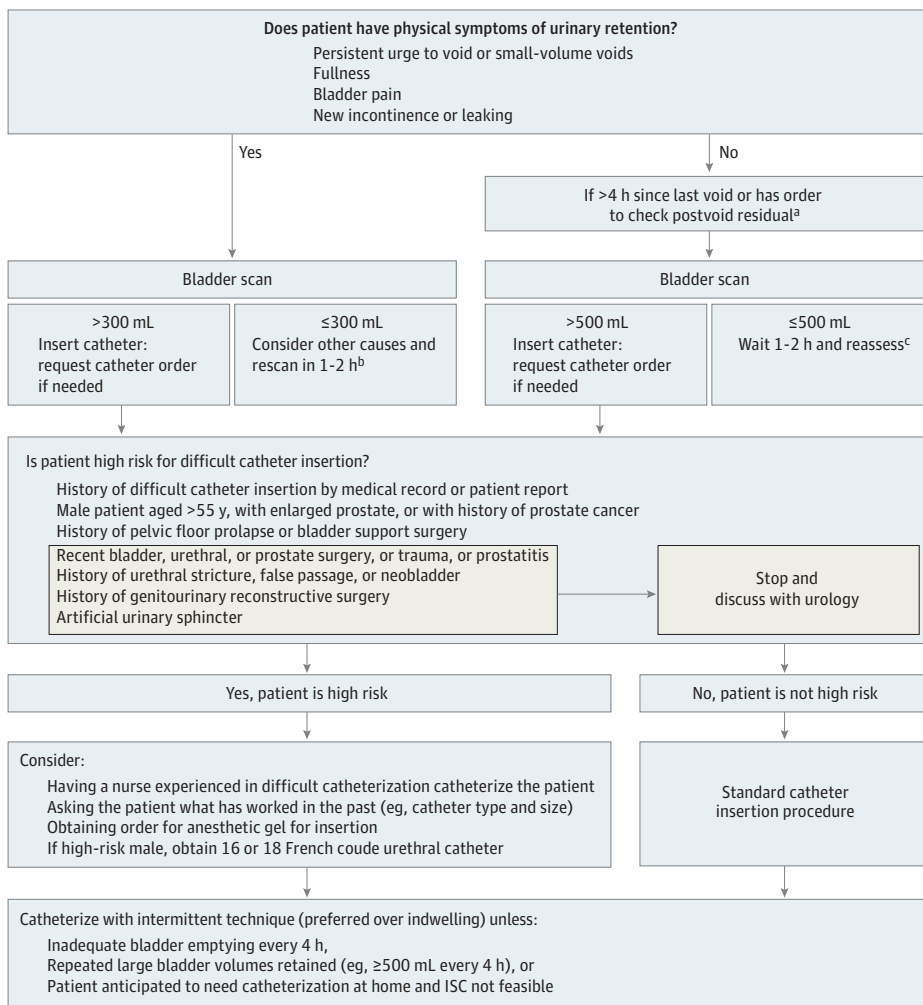 Does patient have physical symptoms of urinary retention?
Persistent urge to void or small-volume voids
Fullness
Bladder pain
New incontinence or leaking
Yes
No
If >4 h since last void or has order
to check postvoid residualᵃ
Bladder scan
>300 mL
Insert catheter:
request catheter order
if needed
≤300 mL
Consider other causes and
rescan in 1-2 hᵇ
Bladder scan
>500 mL
Insert catheter:
request catheter order
if needed
≤500 mL
Wait 1-2 h and reassessᶜ
Is patient high risk for difficult catheter insertion?
History of difficult catheter insertion by medical record or patient report
Male patient aged >55 y, with enlarged prostate, or with history of prostate cancer
History of pelvic floor prolapse or bladder support surgery
Recent bladder, urethral, or prostate surgery, or trauma, or prostatitis
History of urethral stricture, false passage, or neobladder
History of genitourinary reconstructive surgery
Artificial urinary sphincter
Stop and
discuss with urology
Yes, patient is high risk
No, patient is not high risk
Consider:
Having a nurse experienced in difficult catheterization catheterize the patient
Asking the patient what has worked in the past (eg, catheter type and size)
Obtaining order for anesthetic gel for insertion
If high-risk male, obtain 16 or 18 French coude urethral catheter
Standard catheter
insertion procedure
Catheterize with intermittent technique (preferred over indwelling) unless:
Inadequate bladder emptying every 4 h,
Repeated large bladder volumes retained (eg, ≥500 mL every 4 h), or
Patient anticipated to need catheterization at home and ISC not feasible